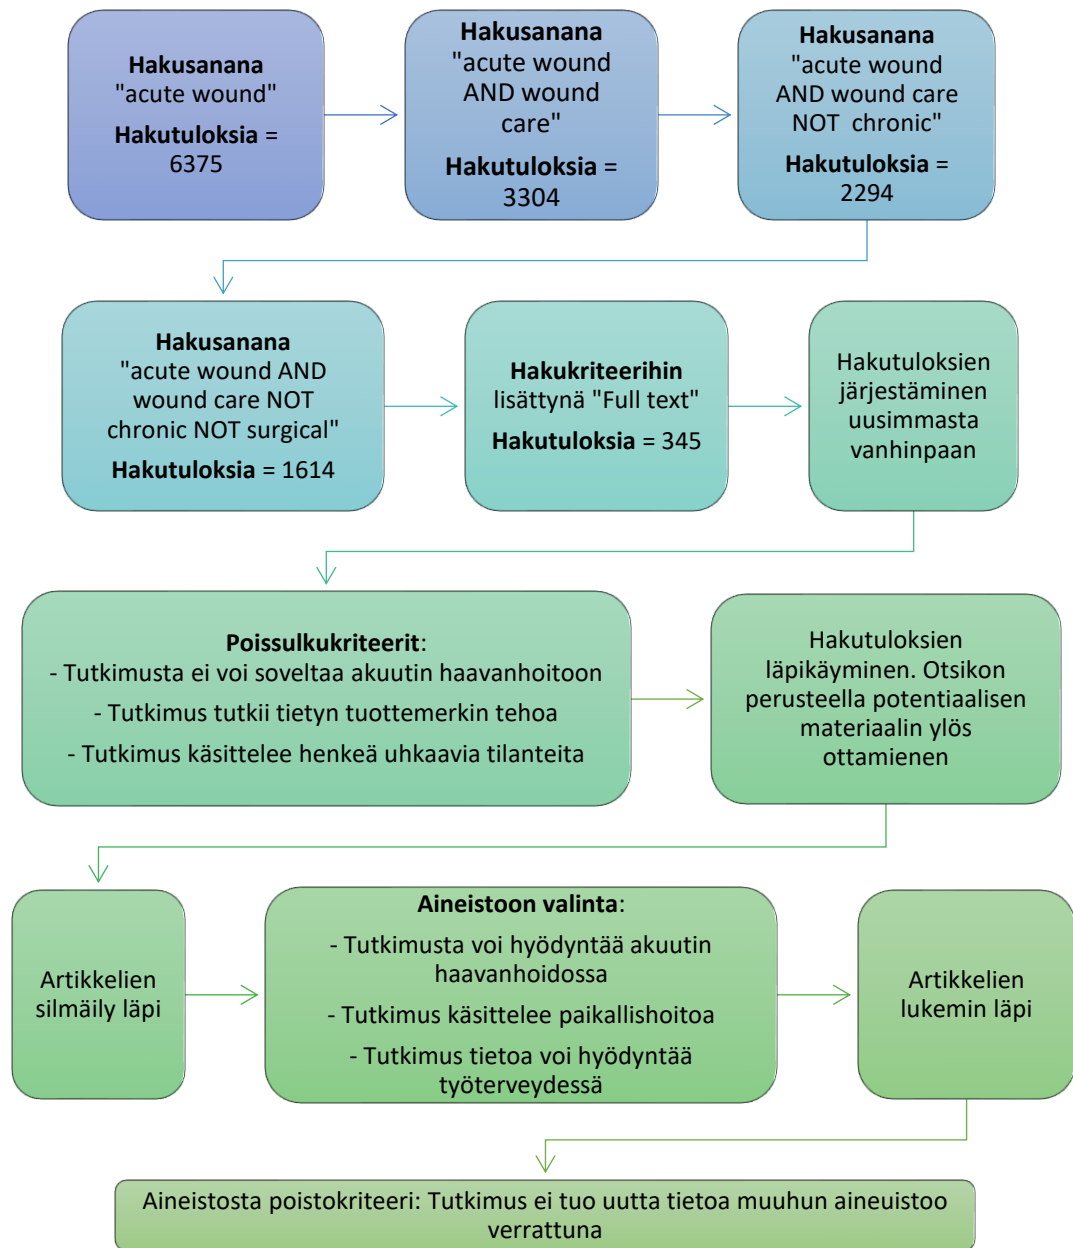 Hakusanana
"acute wound"
Hakutuloksia =
6375
Hakusanana
"acute wound
AND wound
care"
Hakutuloksia =
3304
Hakusanana
"acute wound
AND wound care
NOT  chronic"
Hakutuloksia =
2294
Hakusanana
"acute wound AND
wound care NOT
chronic NOT surgical"
Hakutuloksia = 1614
Hakukriteerihin
lisättynä "Full text"
Hakutuloksia = 345
Hakutuloksien
järjestäminen
uusimmasta
vanhinpaan
Poissulkukriteerit:
- Tutkimusta ei voi soveltaa akuutin haavanhoitoon
- Tutkimus tutkii tietyn tuottemerkin tehoa
- Tutkimus käsittelee henkeä uhkaavia tilanteita
Hakutuloksien
läpikäyminen. Otsikon
perusteella potentiaalisen
materiaalin ylös
ottamienen
Artikkelien
silmäily läpi
Aineistoon valinta:
- Tutkimusta voi hyödyntää akuutin
haavanhoidossa
- Tutkimus käsittelee paikallishoitoa
- Tutkimus tietoa voi hyödyntää
työterveydessä
Artikkelien
lukemin läpi
Aineistosta poistokriteeri: Tutkimus ei tuo uutta tietoa muuhun aineuistoo
verrattuna